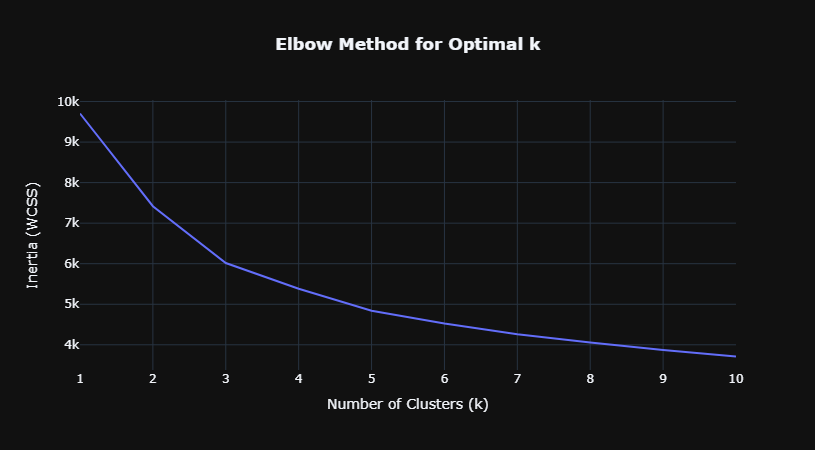 Elbow Method for Optimal k
10k
9k
8k
7k
6k
5k
4k
Inertia (WCSS)
1 2 3 4 5 6 7 8 9 10
Number of Clusters (k)